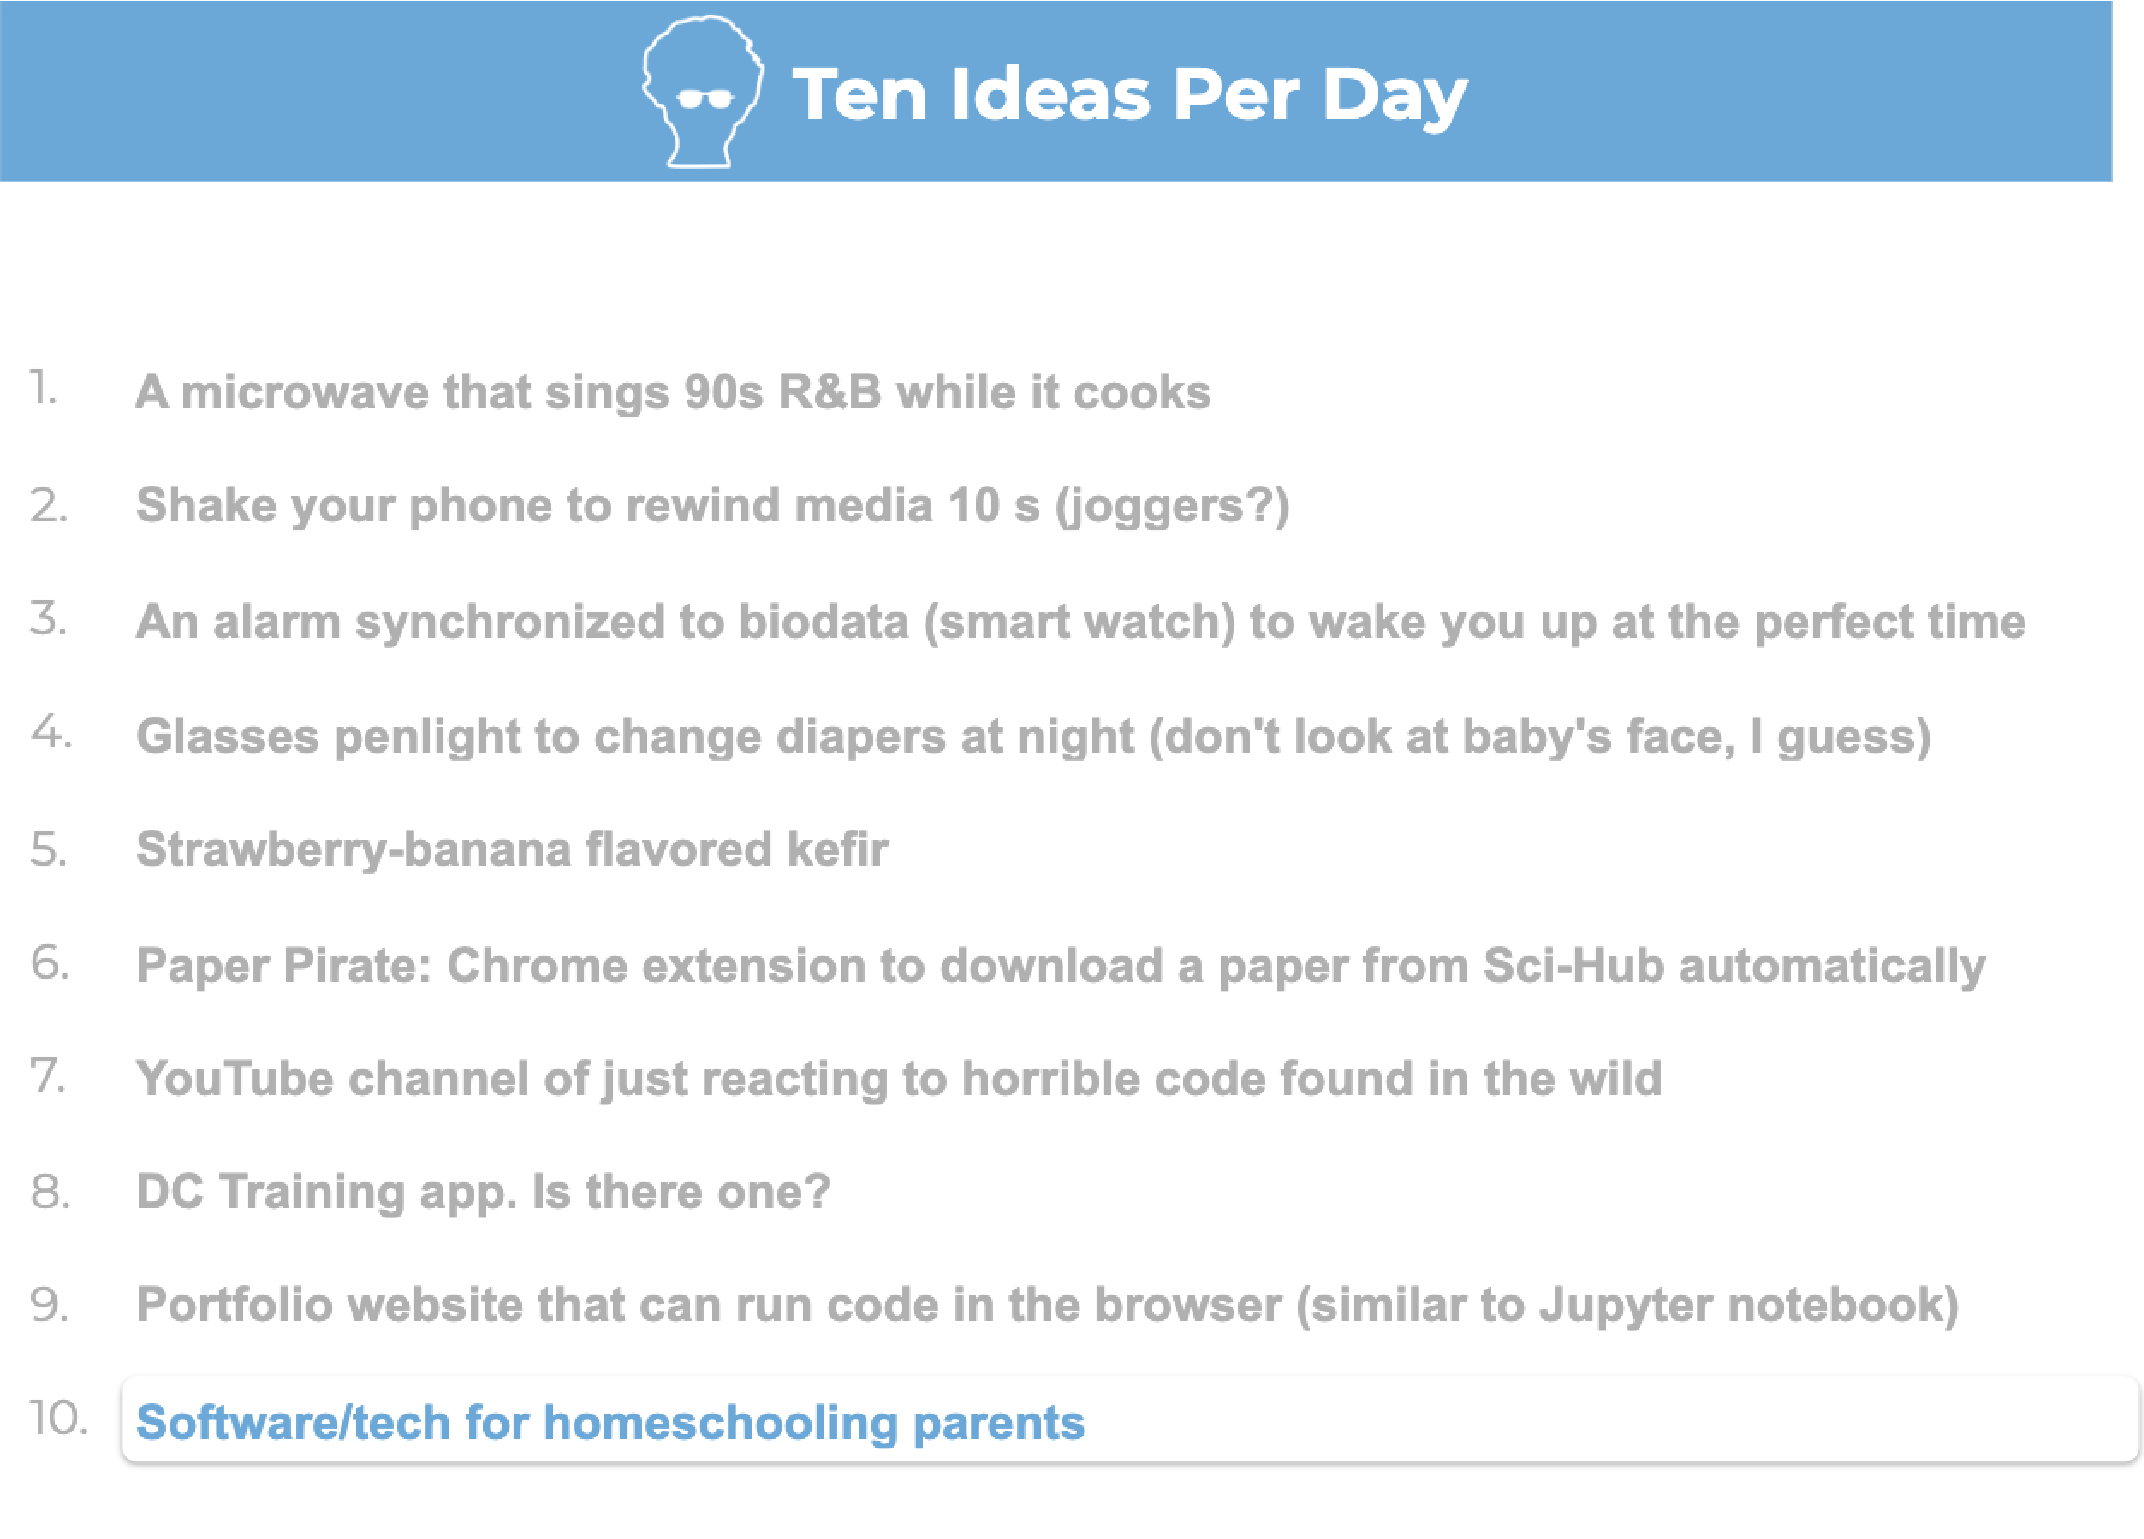 Ten Ideas Per Day
1. A microwave that sings 90s R&B while it cooks
2. Shake your phone to rewind media 10 s (joggers?)
3. An alarm synchronized to biodata (smart watch) to wake you up at the perfect time
4. Glasses penlight to change diapers at night (don't look at baby's face, I guess)
5. Strawberry-banana flavored kefir
6. Paper Pirate: Chrome extension to download a paper from Sci-Hub automatically
7. YouTube channel of just reacting to horrible code found in the wild
8. DC Training app. Is there one?
9. Portfolio website that can run code in the browser (similar to Jupyter notebook)
10. Software/tech for homeschooling parents